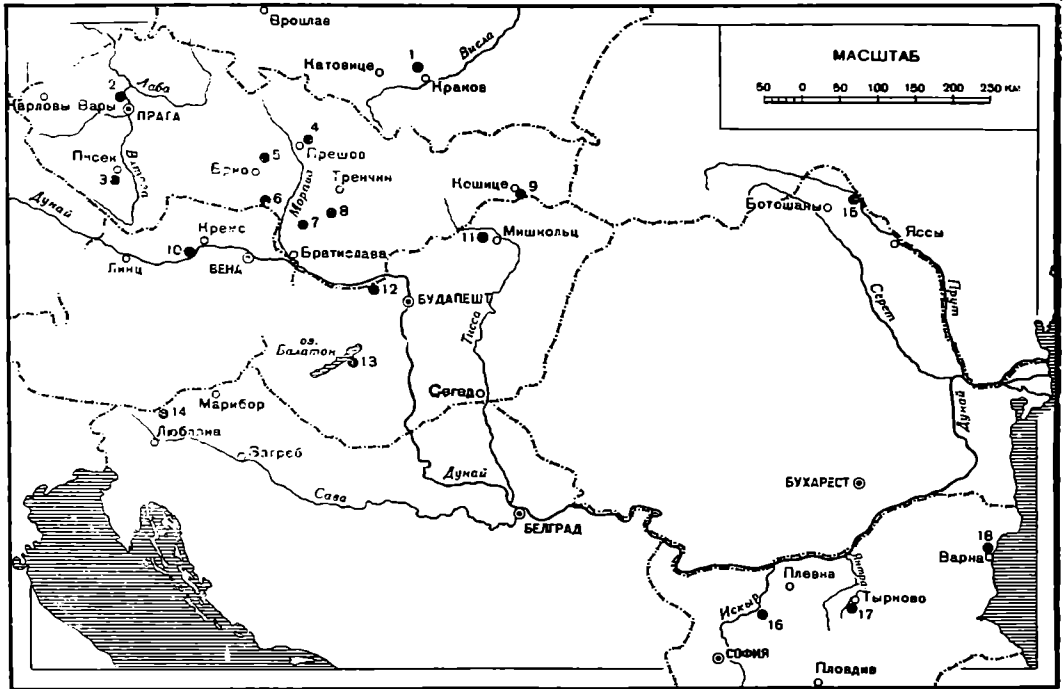 Вроцлав
МАСШТАБ
50 0 50 100 150 200 250 КМ.
Катовице
1
Краков
Висла
2
Лаба
Карловы Вары
ПРАГА
4
Прешов
Писек
3
Влтава
5
Брно
Тренчин
Морава
Кошице
9
6
8
7
Ботошаны
15
Яссы
Дунай
Кремс
10
Линц
ВЕНА
Братислава
11
Мишкольц
12
БУДАПЕШТ
Тисса
Серет
Прут
оз.
Балатон
13
Сегед
Марибор
14
Любляна
Загреб
Дунай
Сава
БЕЛГРАД
Дунай
БУХАРЕСТ
18
Варна
Плевна
Янтра
Искыр
Тырново
16
17
СОФИЯ
Пловдив